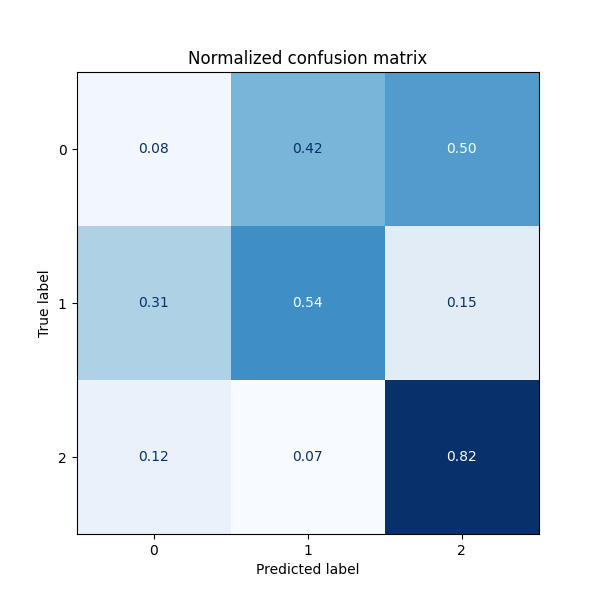 Normalized confusion matrix
0 0.08 0.42 0.50
1 0.31 0.54 0.15
2 0.12 0.07 0.82
0 1 2
True label
Predicted label